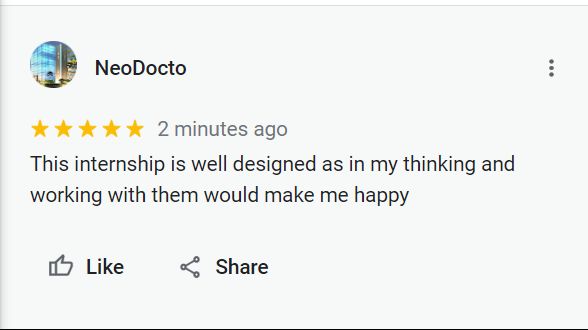 NeoDocto
2 minutes ago
This internship is well designed as in my thinking and
working with them would make me happy
Like Share